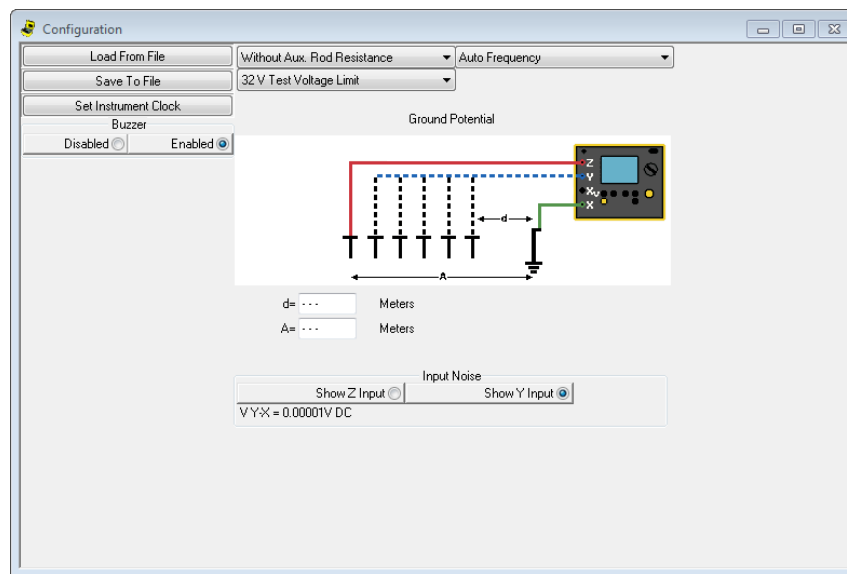 Configuration
Load From File
Without Aux. Rod Resistance
Auto Frequency
Save To File
32 V Test Voltage Limit
Set Instrument Clock
Buzzer
Disabled
Enabled
Ground Potential
Z
Y
Xv
X
d
A
d= ---
Meters
A= ---
Meters
Input Noise
Show Z Input
Show Y Input
V Y-X = 0.00001V DC